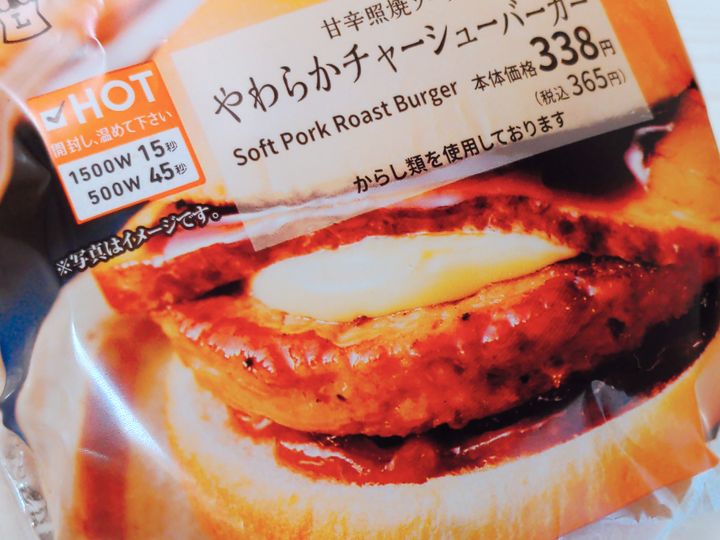 L
甘辛照焼ソ
やわらかチャーシューバーガー
Soft Pork Roast Burger
本体価格338円
(税込365円)
からし類を使用しております
HOT
開封し、温めて下さい
1500W 15秒
500W 45秒
※写真はイメージです。